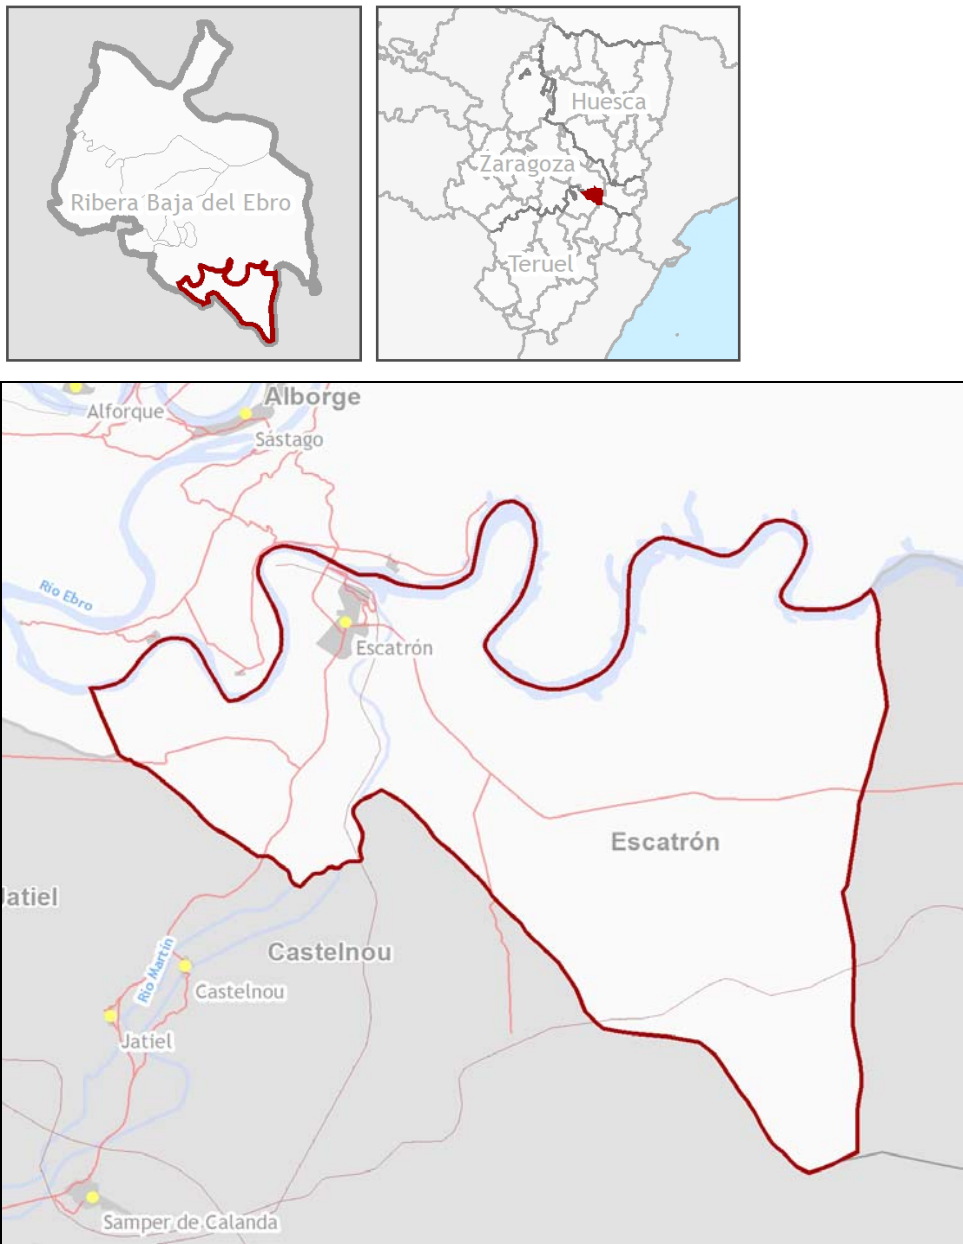 Ribera Baja del Ebro
Huesca
Zaragoza
Teruel
Alborge
Alforque
Sástago
Río Ebro
Escatrón
Escatrón
Jatiel
Castelnou
Río Martín
Castelnou
Jatiel
Samper de Calanda